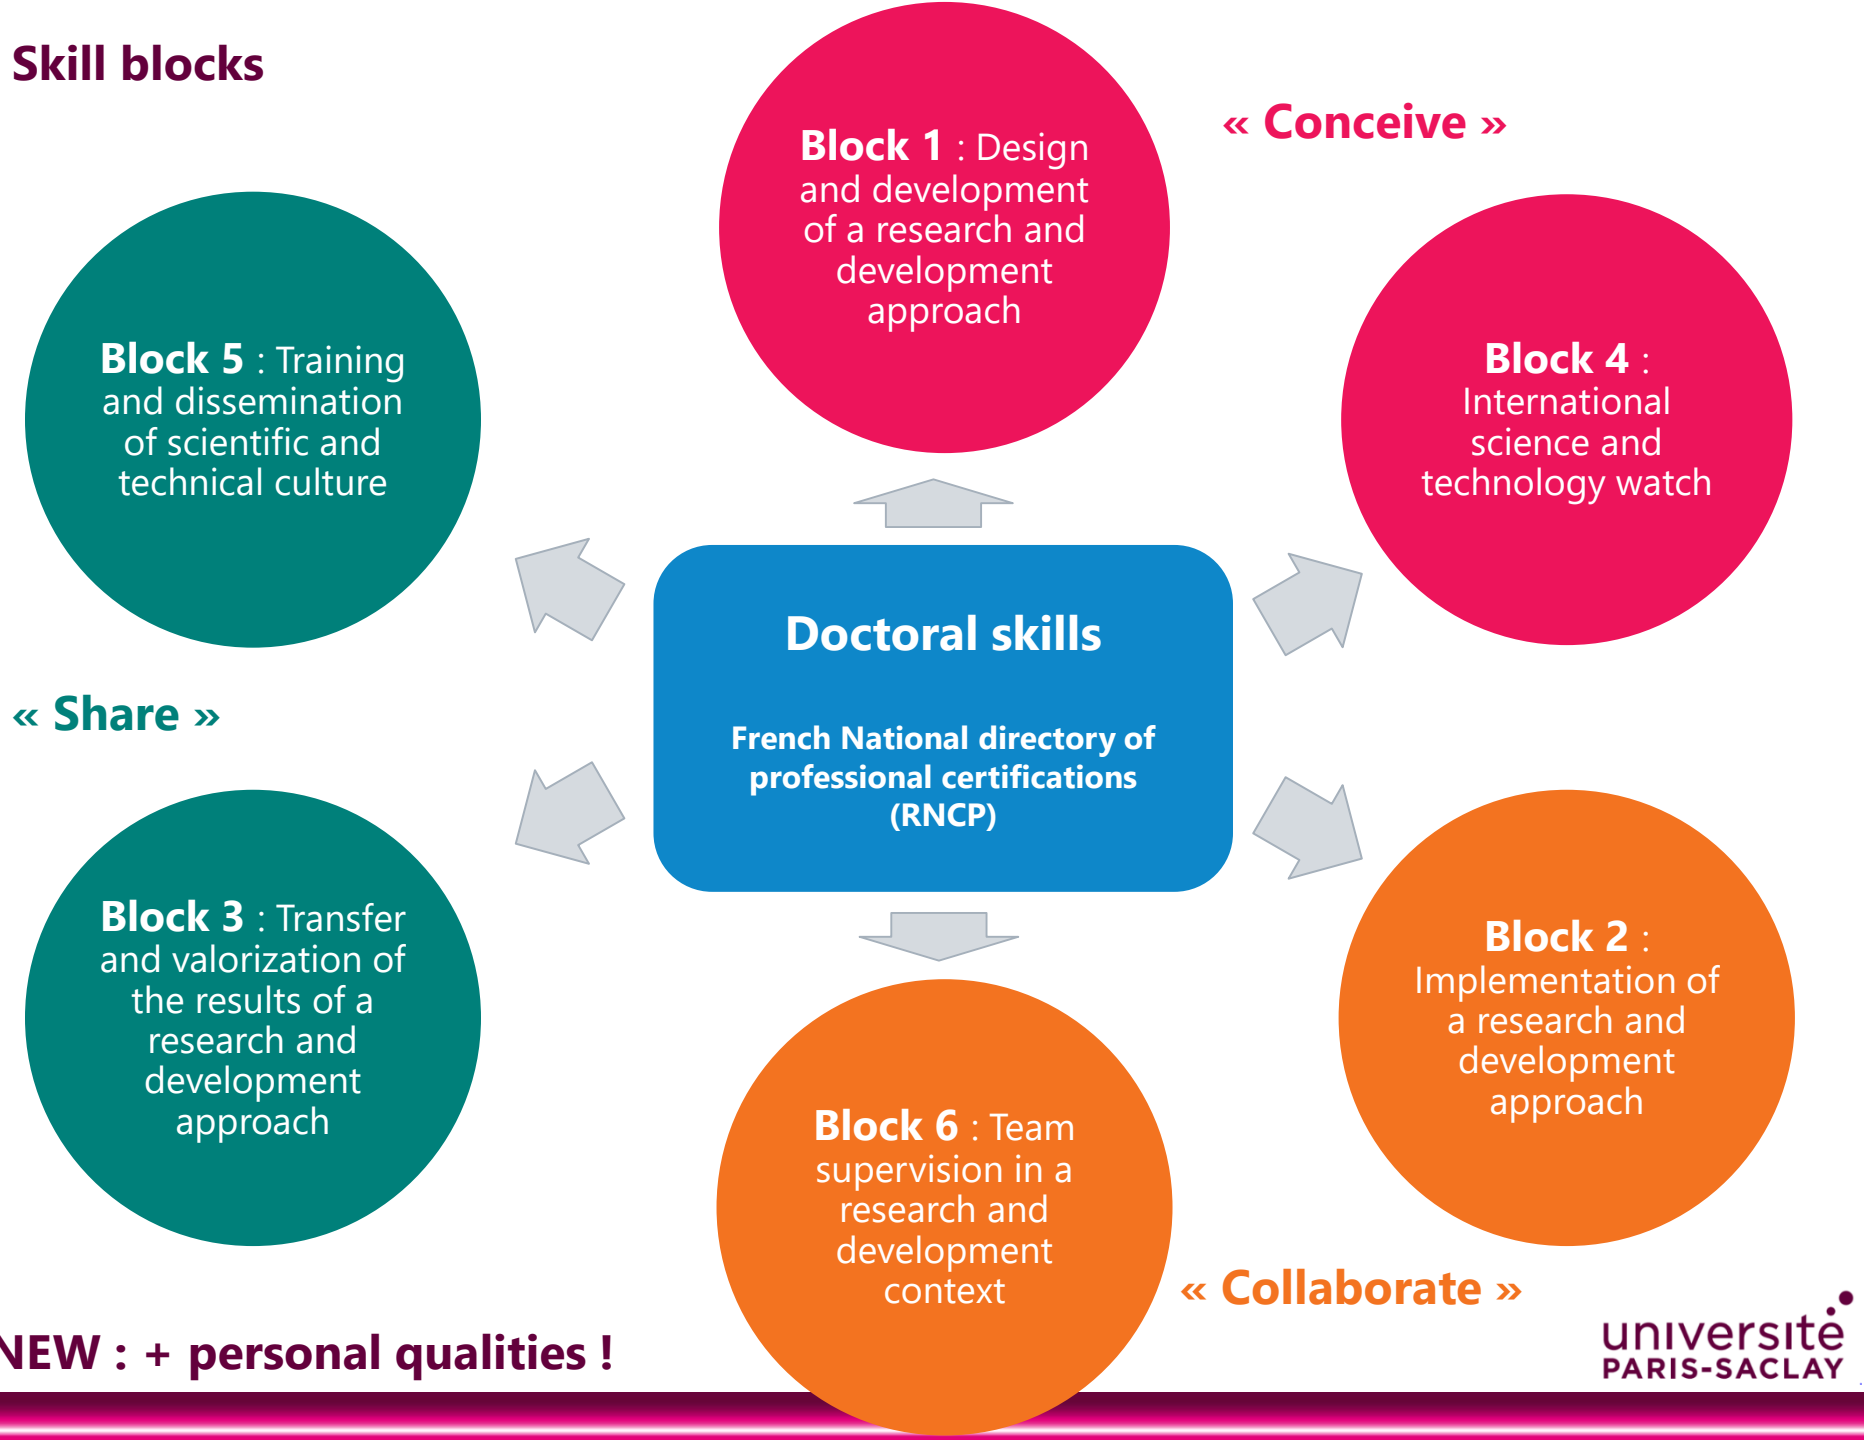 Skill blocks
Block 1 : Design
and development
of a research and
development
approach
« Conceive »
Block 5 : Training
and dissemination
of scientific and
technical culture
Block 4 :
International
science and
technology watch
Doctoral skills
French National directory of
professional certifications
(RNCP)
« Share »
Block 3 : Transfer
and valorization of
the results of a
research and
development
approach
Block 2 :
Implementation of
a research and
development
approach
Block 6 : Team
supervision in a
research and
development
context
« Collaborate »
NEW : + personal qualities !
université
PARIS-SACLAY